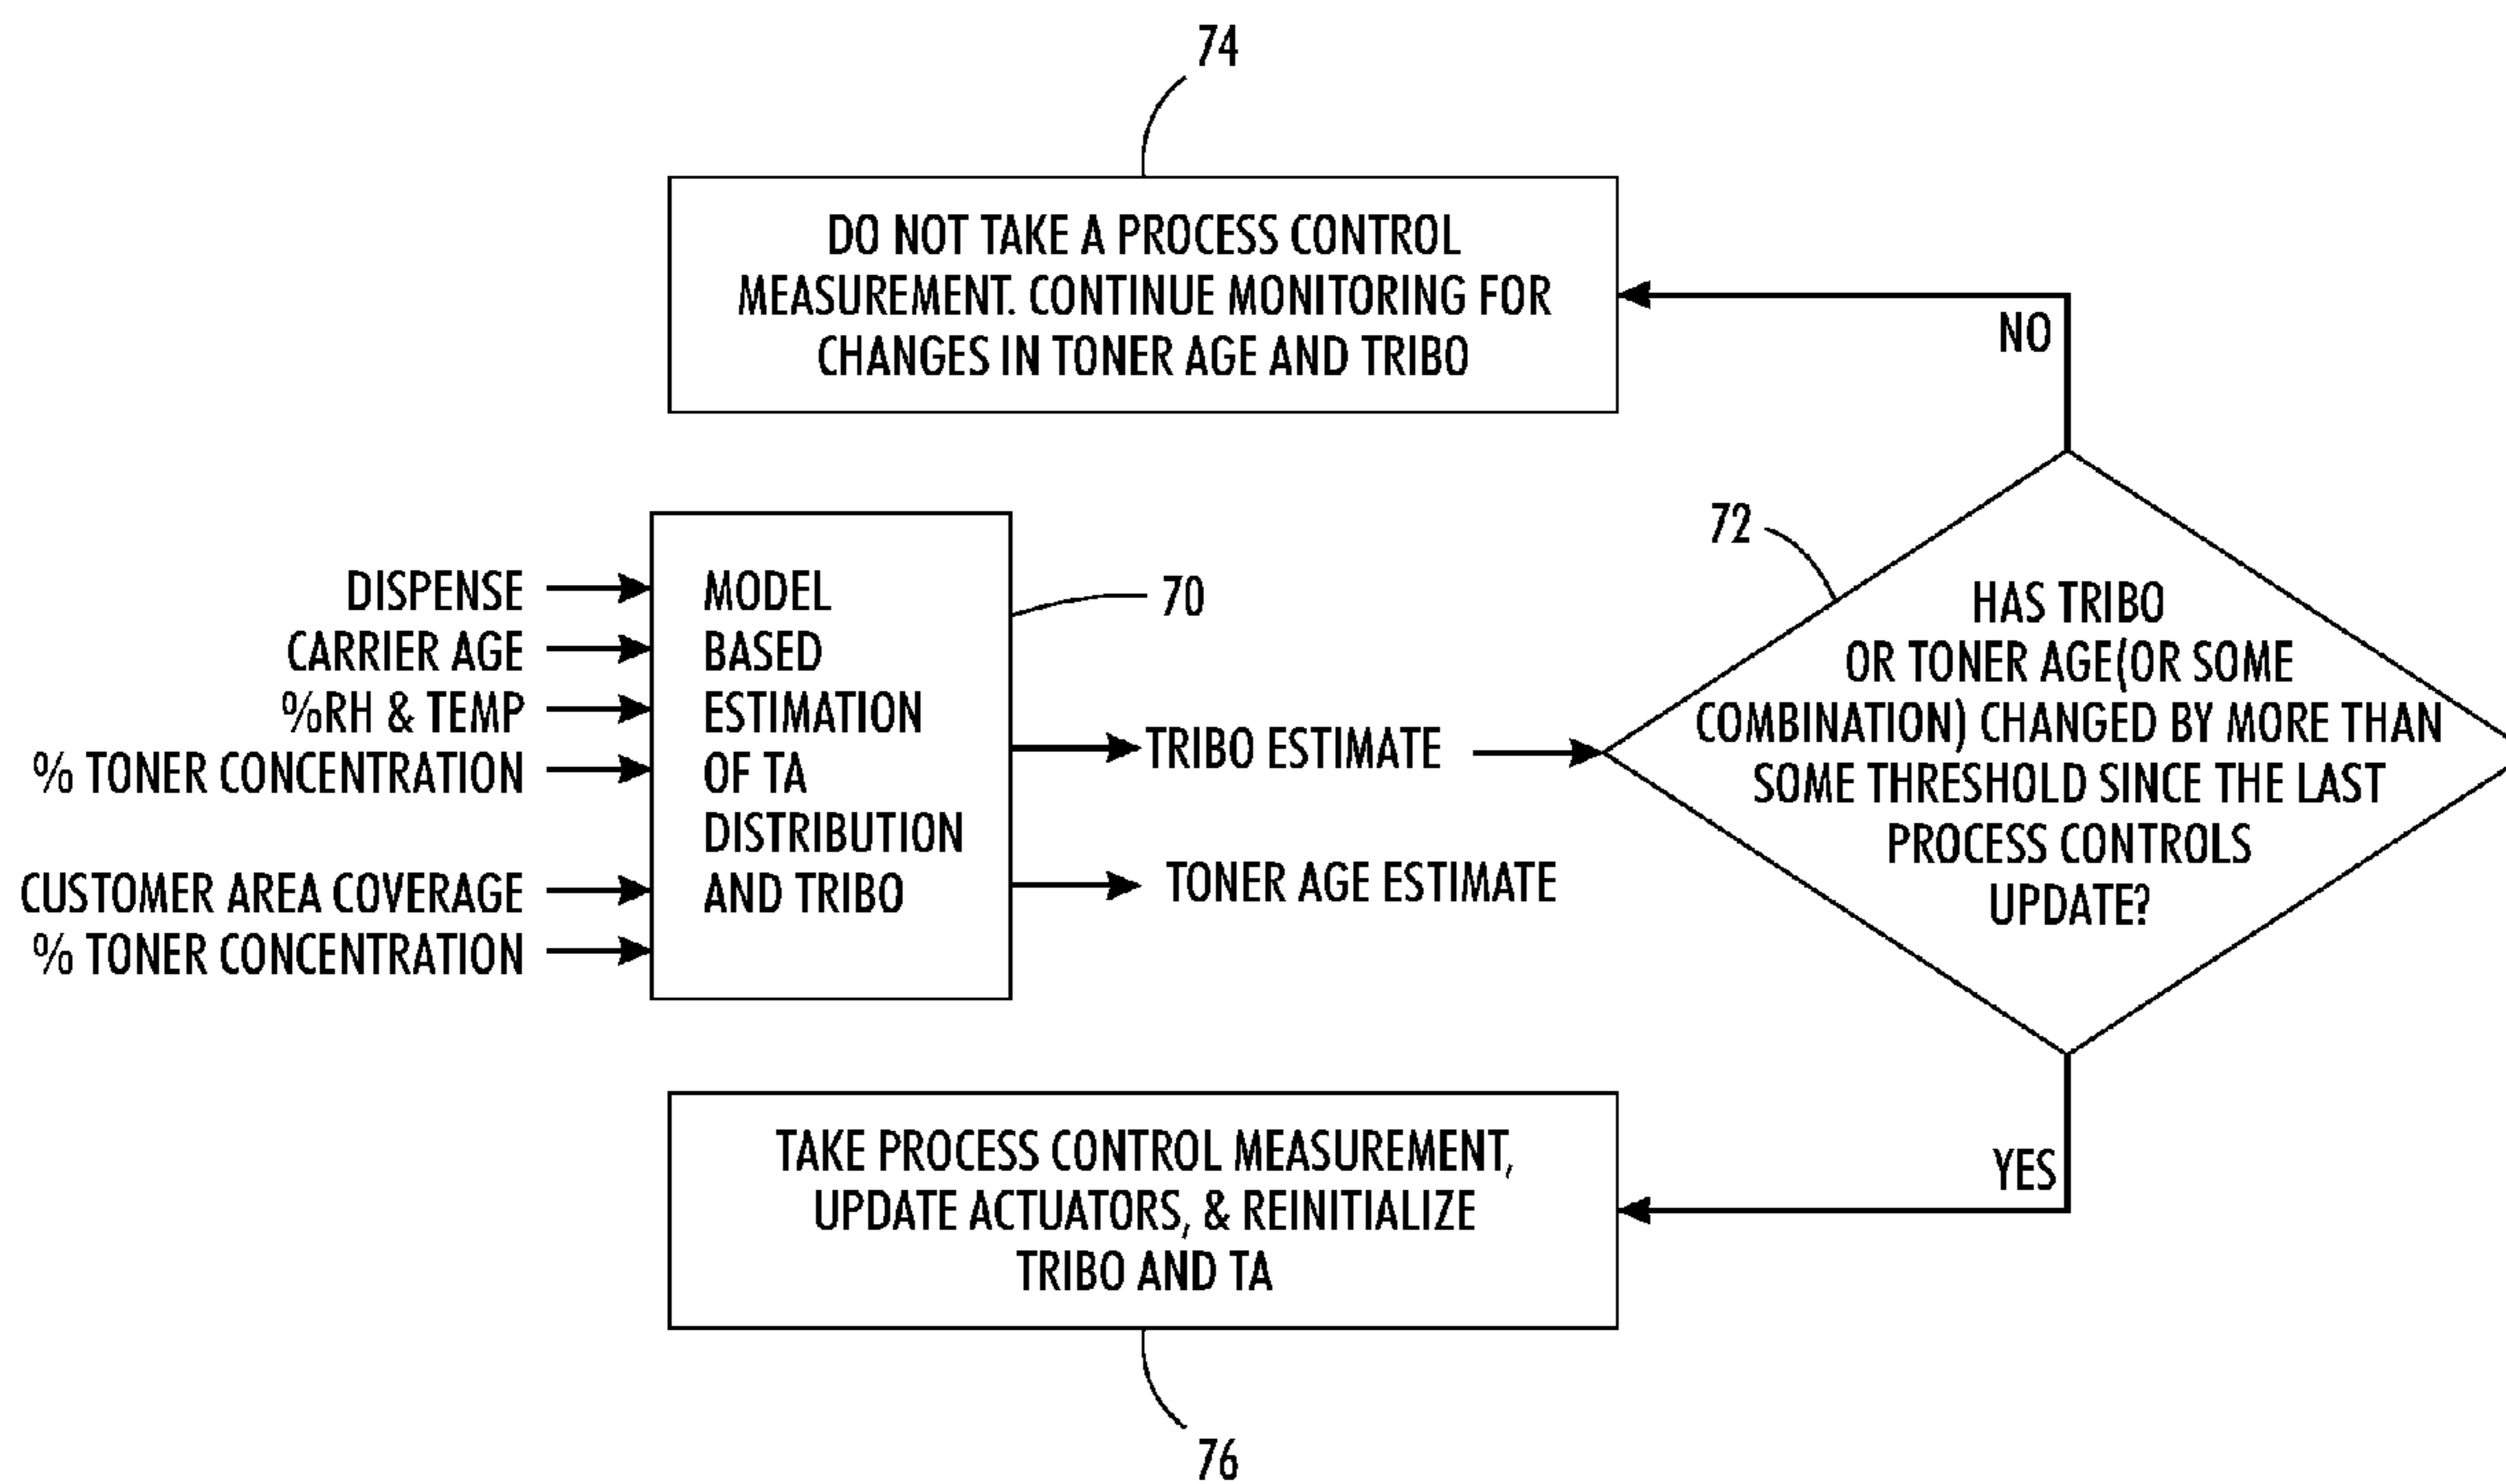 74
DO NOT TAKE A PROCESS CONTROL
MEASUREMENT. CONTINUE MONITORING FOR
CHANGES IN TONER AGE AND TRIBO
NO
DISPENSE
CARRIER AGE
%RH & TEMP
% TONER CONCENTRATION
CUSTOMER AREA COVERAGE
% TONER CONCENTRATION
MODEL
BASED
ESTIMATION
OF TA
DISTRIBUTION
AND TRIBO
70
TRIBO ESTIMATE
TONER AGE ESTIMATE
72
HAS TRIBO
OR TONER AGE(OR SOME
COMBINATION) CHANGED BY MORE THAN
SOME THRESHOLD SINCE THE LAST
PROCESS CONTROLS
UPDATE?
YES
TAKE PROCESS CONTROL MEASUREMENT,
UPDATE ACTUATORS, & REINITIALIZE
TRIBO AND TA
76